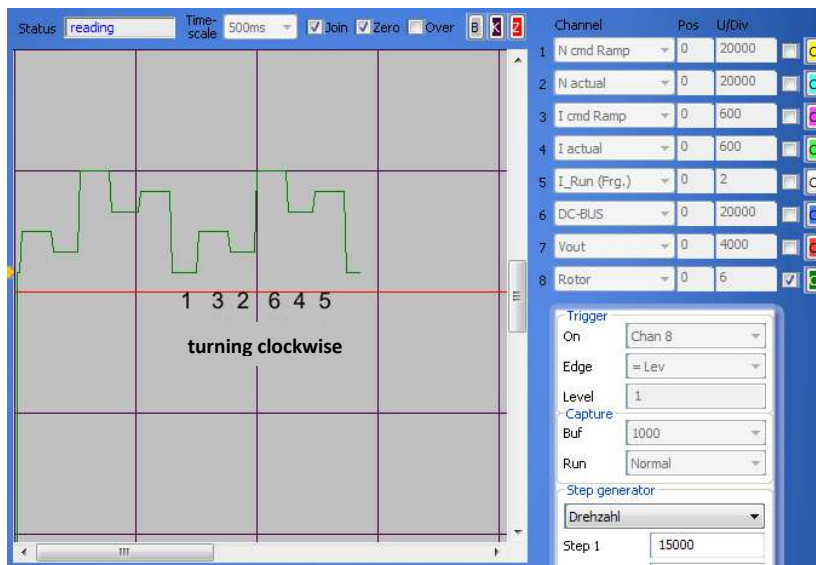 Status reading Time-scale 500ms Join Zero Over B K Z
1 3 2 6 4 5
turning clockwise
Channel Pos U/Div
1 N cmd Ramp 0 20000
2 N actual 0 20000
3 I cmd Ramp 0 600
4 I actual 0 600
5 I_Run (Frg.) 0 2
6 DC-BUS 0 20000
7 Vout 0 4000
8 Rotor 0 6
Trigger
On Chan 8
Edge = Lev
Level 1
Capture
Buf 1000
Run Normal
Step generator
Drehzahl
Step 1 15000